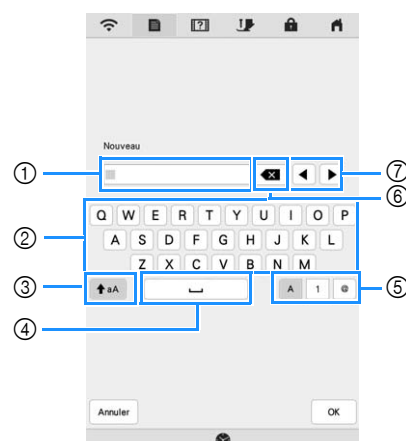 Nouveau
① ⑦
⑥
Q W E R T Y U I O P
② A S D F G H J K L
Z X C V B N M
③ aA A 1 @ ⑤
④
Annuler OK